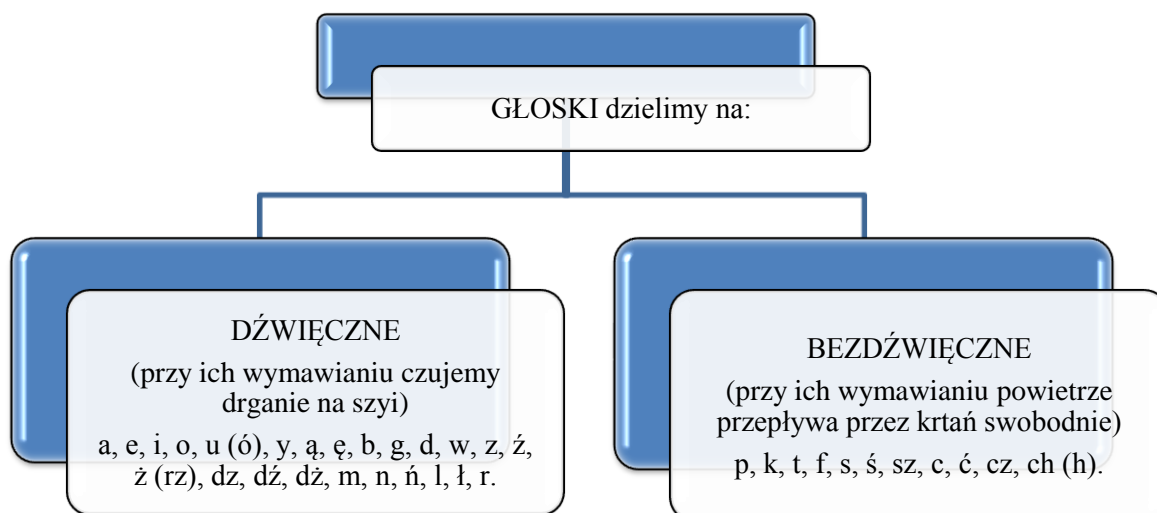 GŁOSKI dzielimy na:
DŹWIĘCZNE
(przy ich wymawianiu czujemy
drganie na szyi)
a, e, i, o, u (ó), y, ą, ę, b, g, d, w, z, ź,
ż (rz), dz, dź, dż, m, n, ń, l, ł, r.
BEZDŹWIĘCZNE
(przy ich wymawianiu powietrze
przepływa przez krtań swobodnie)
p, k, t, f, s, ś, sz, c, ć, cz, ch (h).